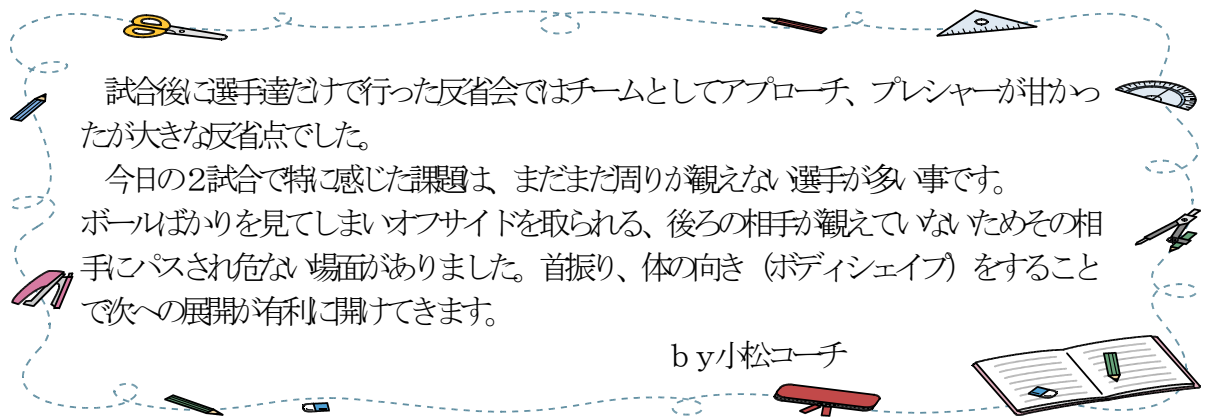 試合後に選手達だけで行った反省会ではチームとしてアプローチ、プレシャーが甘かっ
たが大きな反省点でした。
今日の２試合で特に感じた課題は、まだまだ周りが観えない選手が多い事です。
ボールばかりを見てしまいオフサイドを取られる、後ろの相手が観えていないためその相
手にパスされ危ない場面がありました。首振り、体の向き（ボディシェイプ）をすること
で次への展開が有利に開けてきます。
ｂｙ小松コーチ